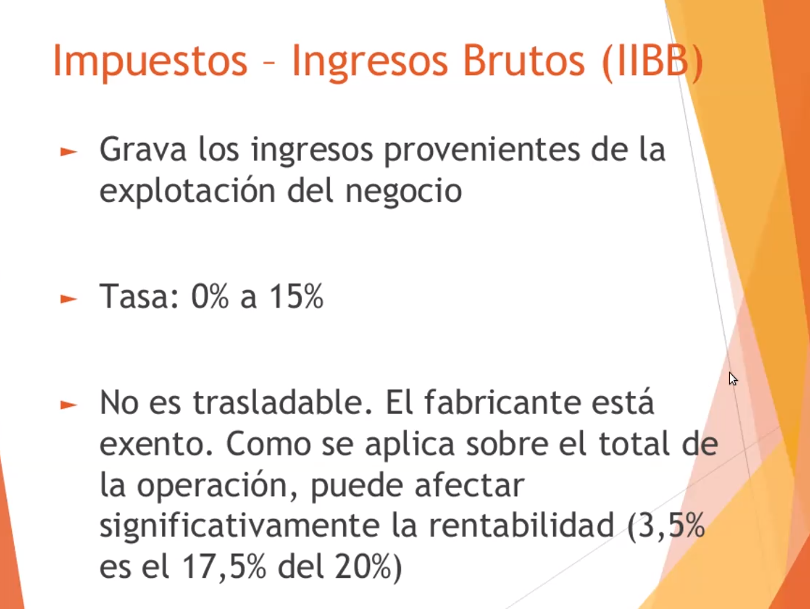 Impuestos – Ingresos Brutos (IIBB)
► Grava los ingresos provenientes de la
explotación del negocio
► Tasa: 0% a 15%
► No es trasladable. El fabricante está
exento. Como se aplica sobre el total de
la operación, puede afectar
significativamente la rentabilidad (3,5%
es el 17,5% del 20%)